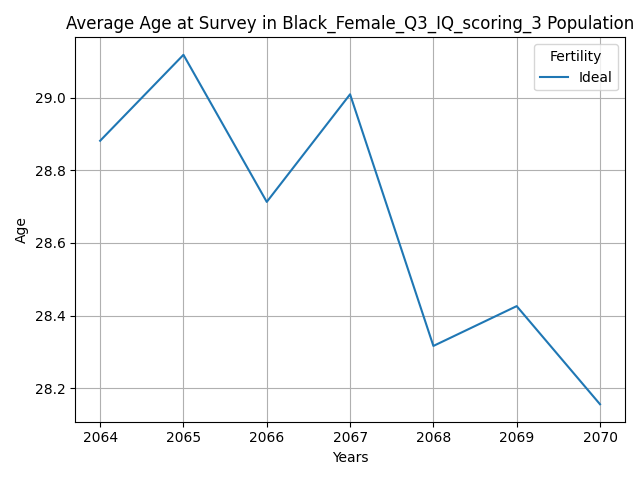 Average Age at Survey in Black_Female_Q3_IQ_scoring_3 Population
Fertility
Ideal
29.0
28.8
28.6
28.4
28.2
Age
2064 2065 2066 2067 2068 2069 2070
Years